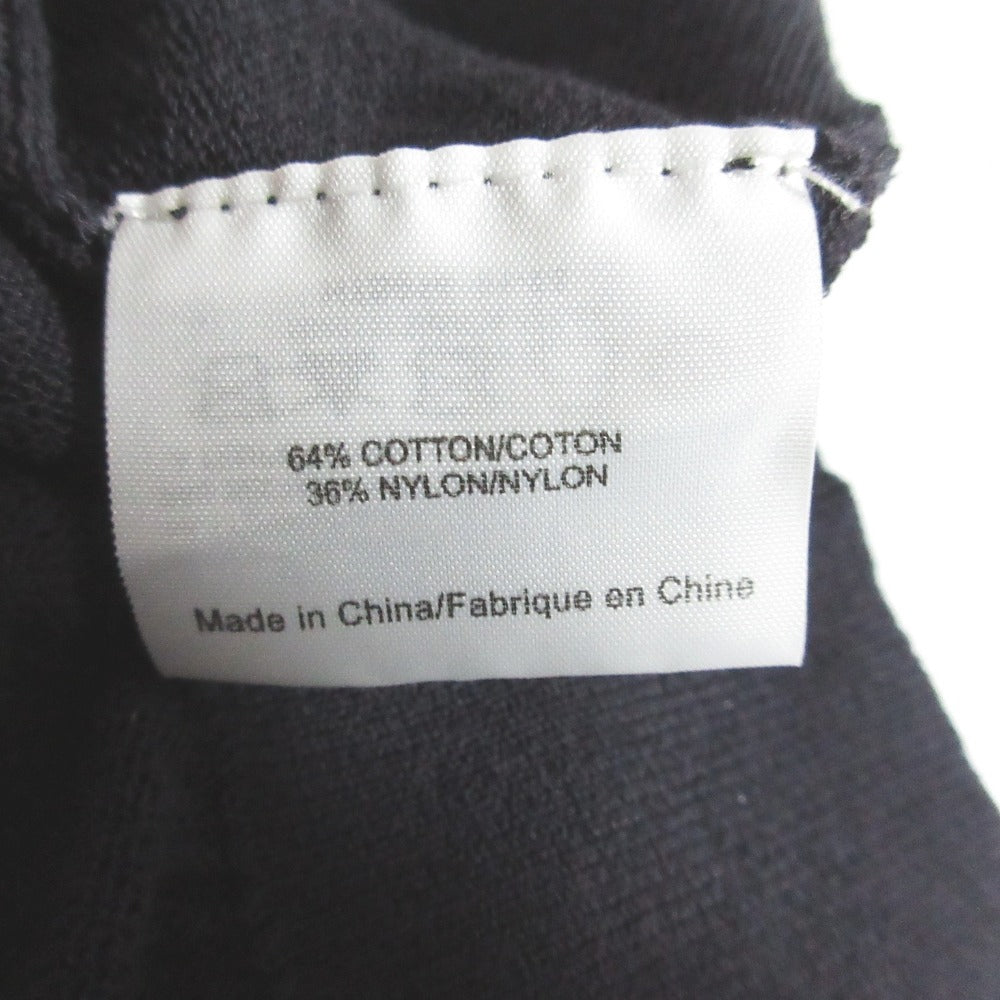 64% COTTON/COTON
36% NYLON/NYLON
Made in China/Fabrique en Chine